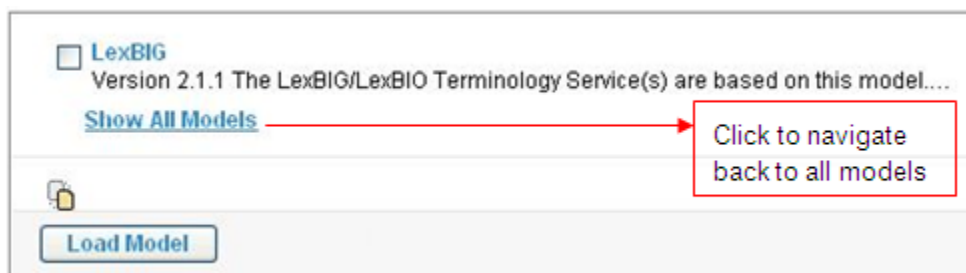 LexBIG
Version 2.1.1 The LexBIG/LexBIO Terminology Service(s) are based on this model....
Show All Models
Click to navigate
back to all models
Load Model